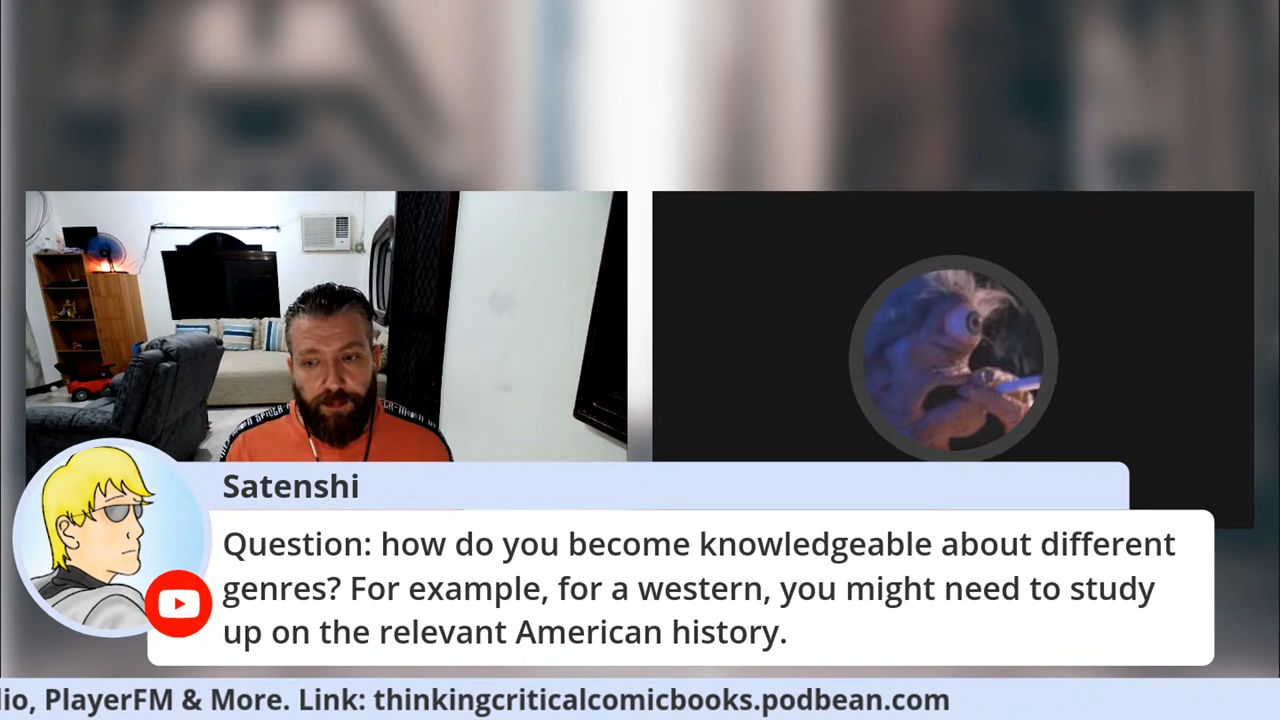 Satenshi
Question: how do you become knowledgeable about different
genres? For example, for a western, you might need to study
up on the relevant American history.
lio, PlayerFM & More. Link: thinkingcriticalcomicbooks.podbean.com